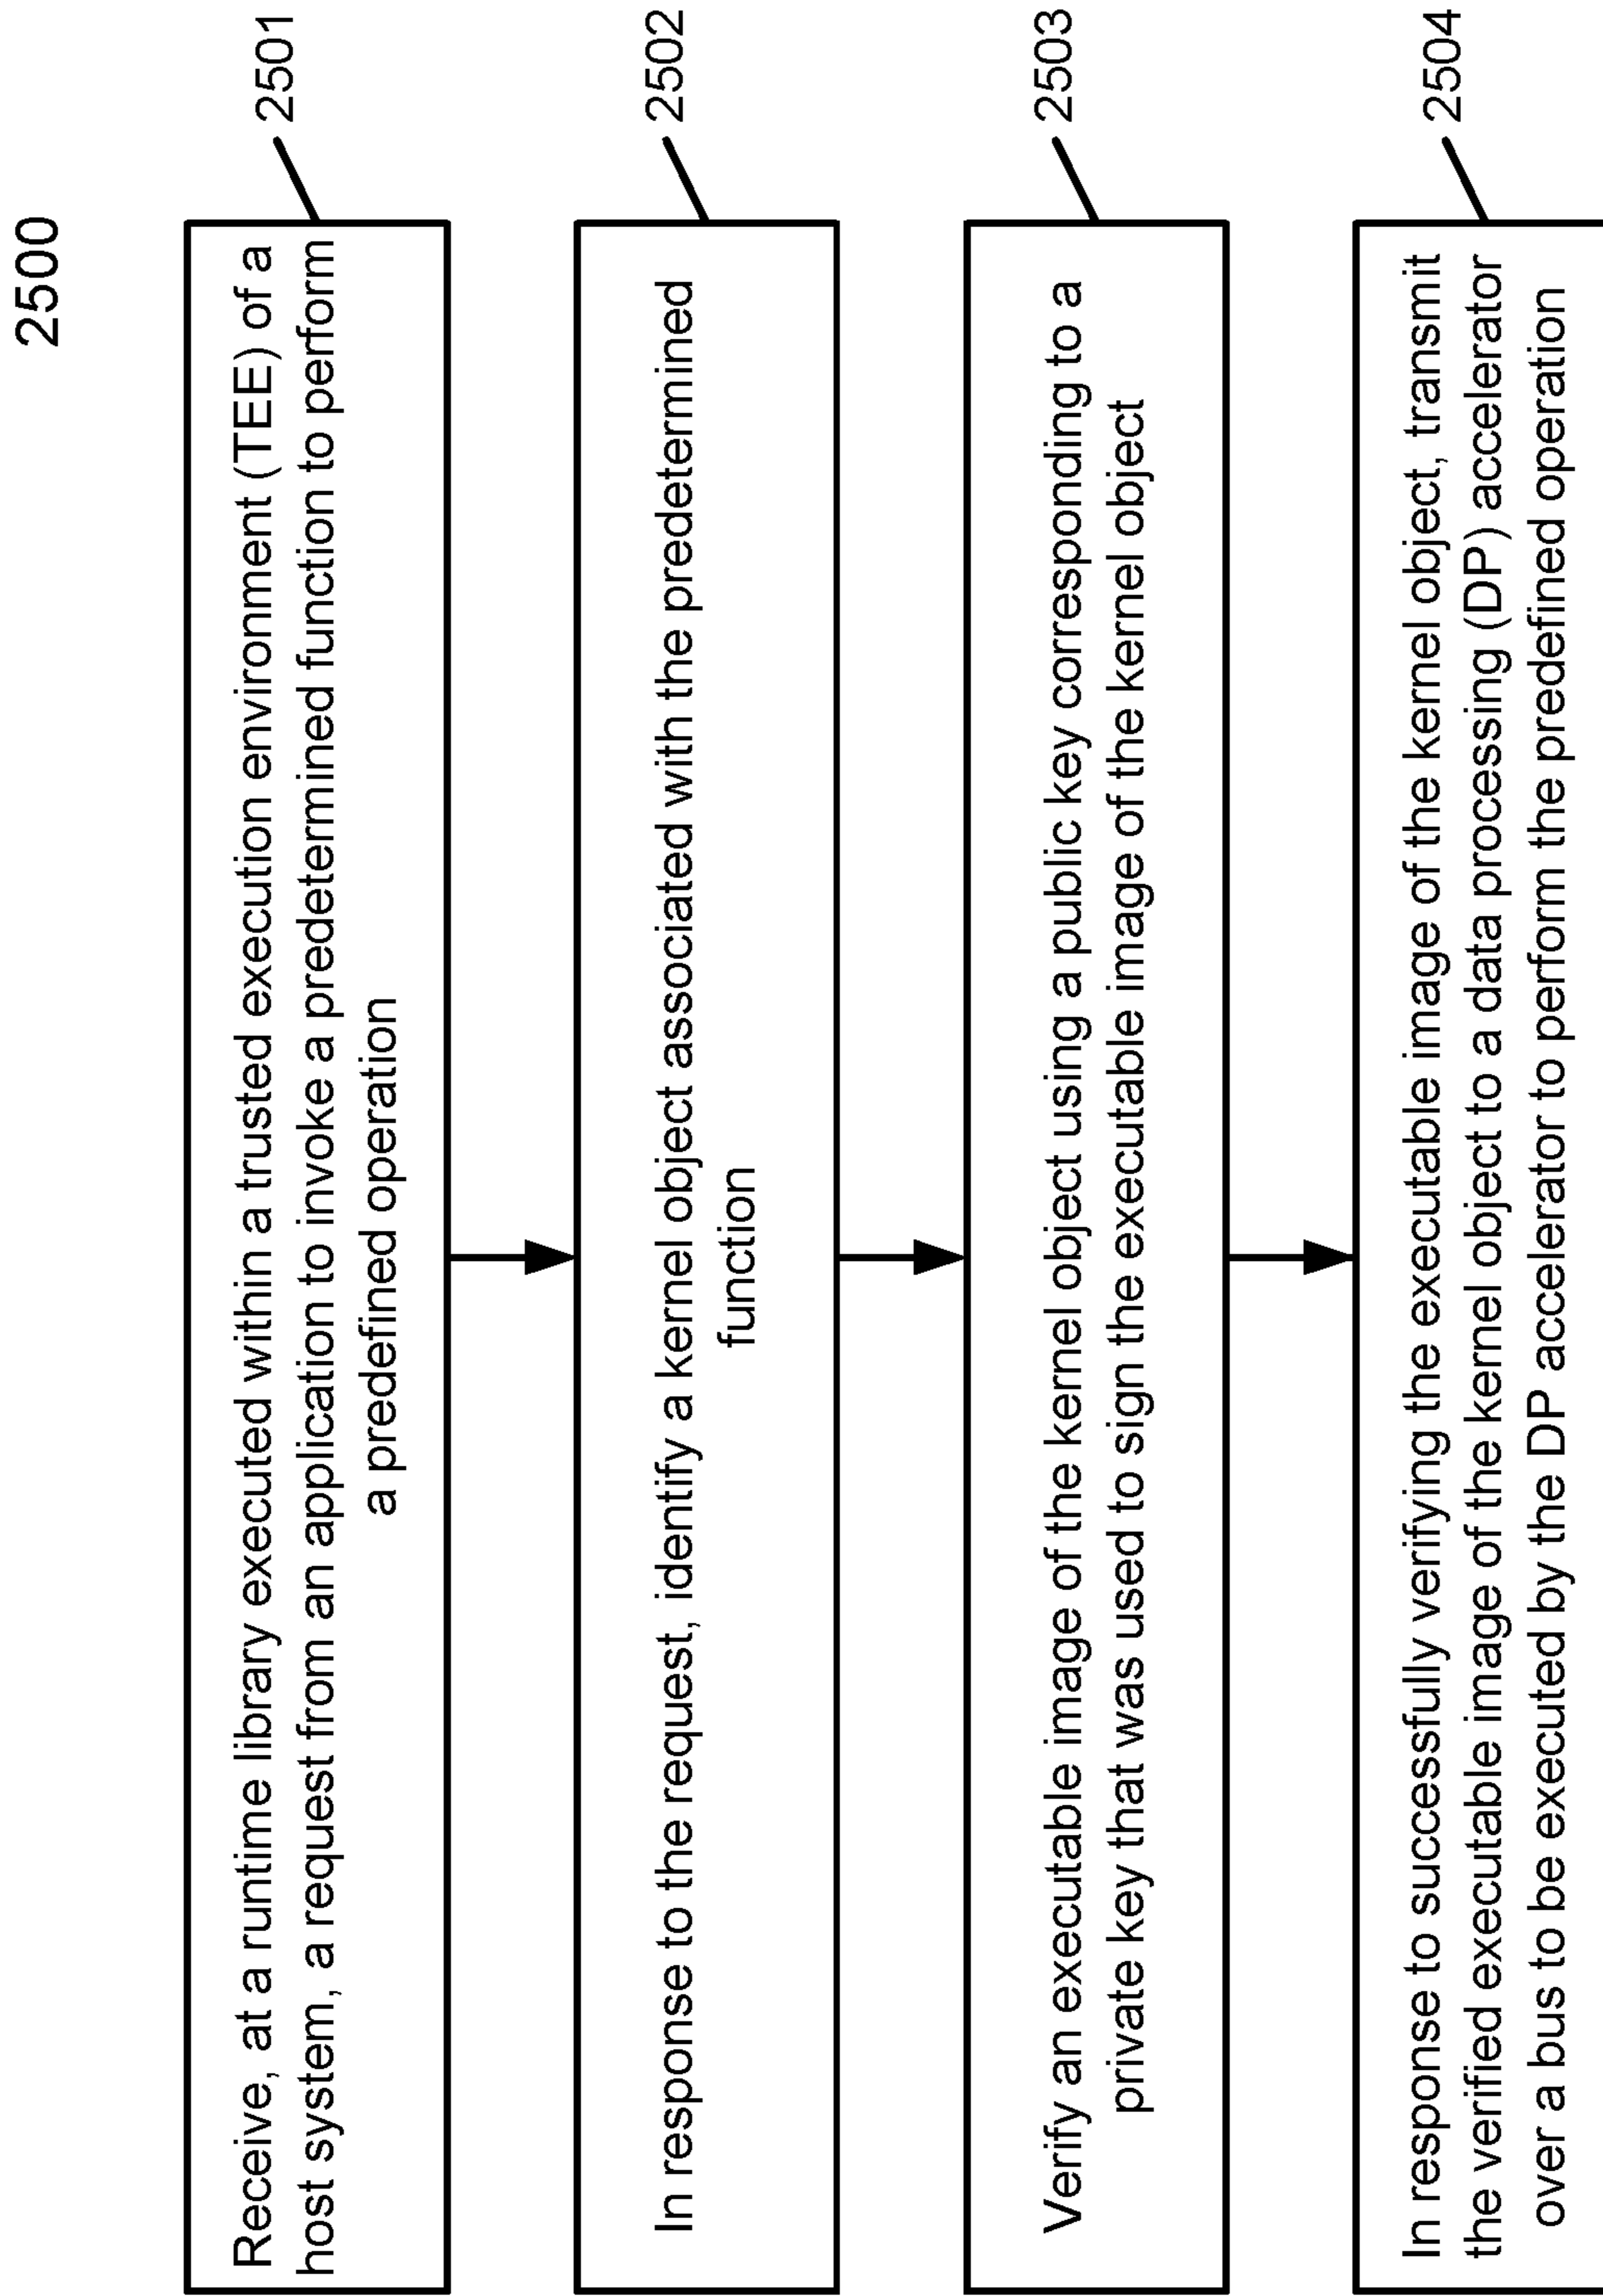 2500
Receive, at a runtime library executed within a trusted execution environment (TEE) of a
host system, a request from an application to invoke a predetermined function to perform
a predefined operation
2501
In response to the request, identify a kernel object associated with the predetermined
function
2502
Verify an executable image of the kernel object using a public key corresponding to a
private key that was used to sign the executable image of the kernel object
2503
In response to successfully verifying the executable image of the kernel object, transmit
the verified executable image of the kernel object to a data processing (DP) accelerator
over a bus to be executed by the DP accelerator to perform the predefined operation
2504